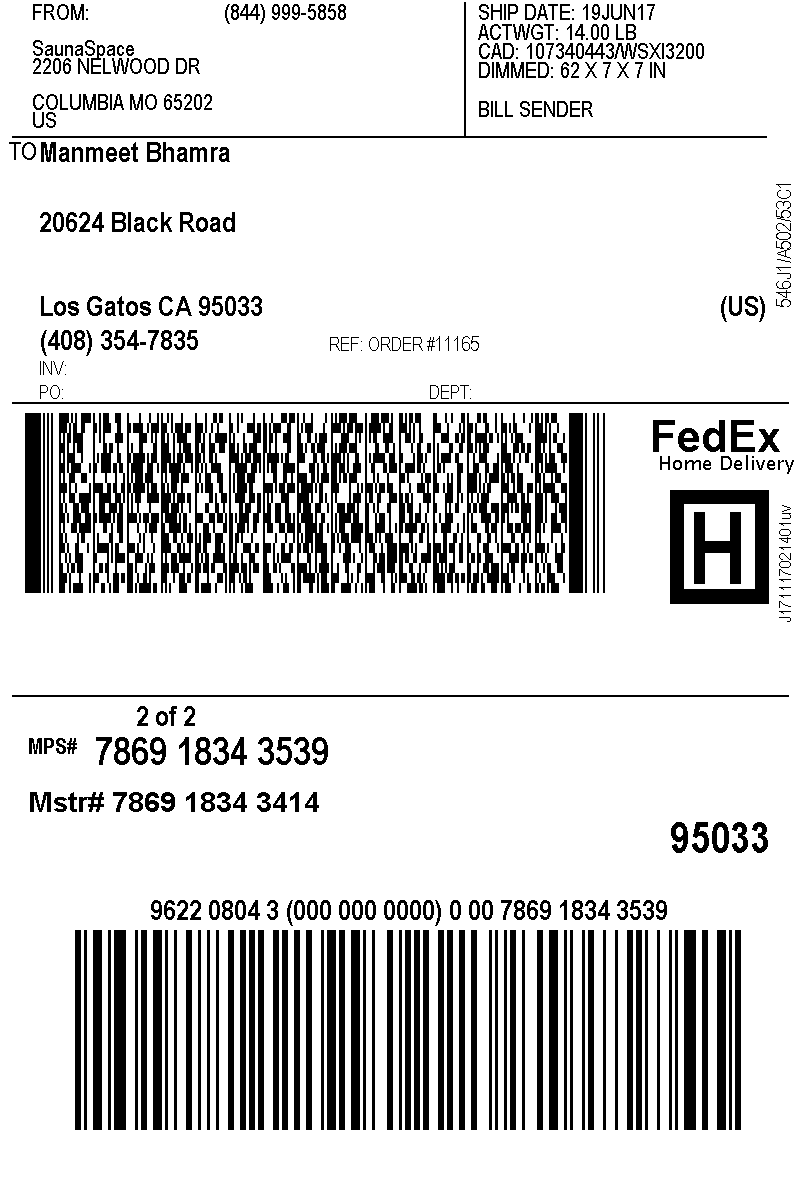 FROM: (844) 999-5858
SaunaSpace
2206 NELWOOD DR
COLUMBIA MO 65202
US
SHIP DATE: 19JUN17
ACTWGT: 14.00 LB
CAD: 107340443/WSXI3200
DIMMED: 62 X 7 X 7 IN
BILL SENDER
TO Manmeet Bhamra
20624 Black Road
Los Gatos CA 95033 (US)
(408) 354-7835 REF: ORDER #11165
INV:
PO: DEPT:
546J1/A502/53C1
FedEx
Home Delivery
H
J171117021401uv
2 of 2
MPS# 7869 1834 3539
Mstr# 7869 1834 3414
95033
9622 0804 3 (000 000 0000) 0 00 7869 1834 3539